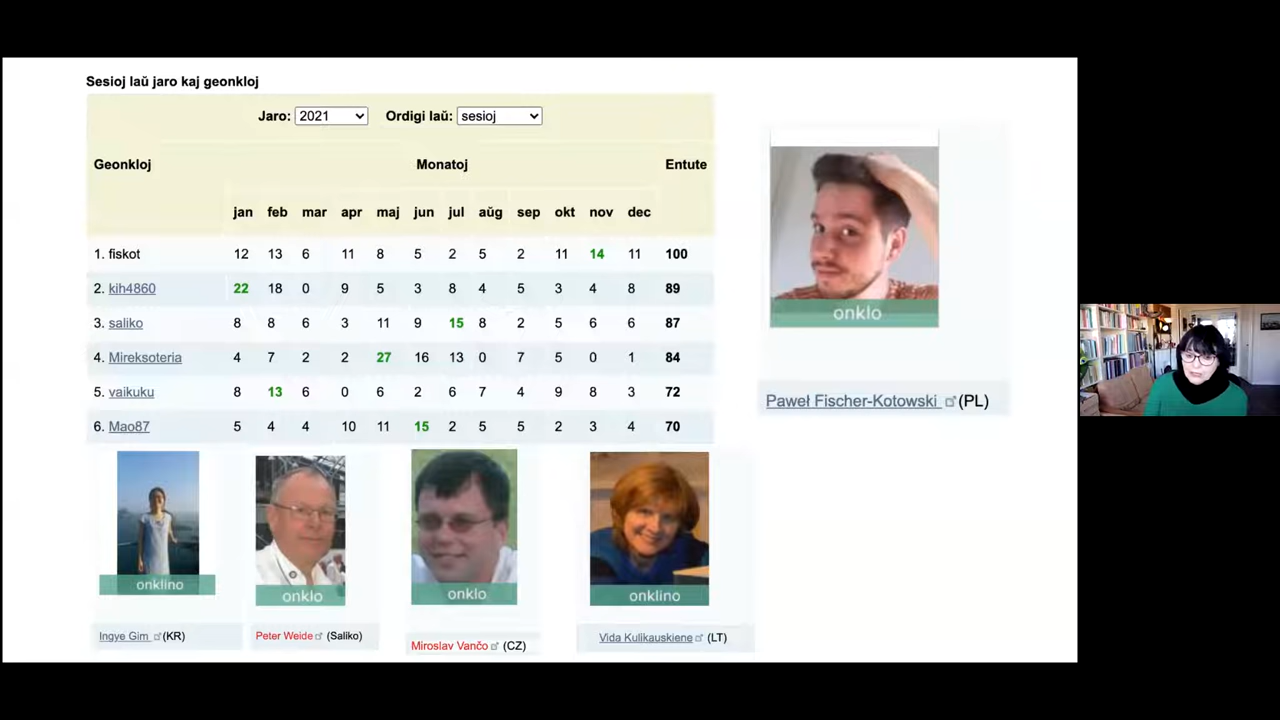 Sesioj laŭ jaro kaj geonkloj
Jaro: 2021 Ordigi laŭ: sesioj
Geonkloj Monatoj Entute
jan feb mar apr maj jun jul aŭg sep okt nov dec
1. fiskot 12 13 6 11 8 5 2 5 2 11 14 11 100
2. kih4860 22 18 0 9 5 3 8 4 5 3 4 8 89
3. saliko 8 8 6 3 11 9 15 8 2 5 6 6 87
4. Mireksoteria 4 7 2 2 27 16 13 0 7 5 0 1 84
5. vaikuku 8 13 6 0 6 2 6 7 4 9 8 3 72
6. Mao87 5 4 4 10 11 15 2 5 5 2 3 4 70
onklo
Paweł Fischer-Kotowski (PL)
onklino
Ingye Gim (KR)
onklo
Peter Weide (Saliko)
onklo
Miroslav Vančo (CZ)
onklino
Vida Kulikauskiene (LT)